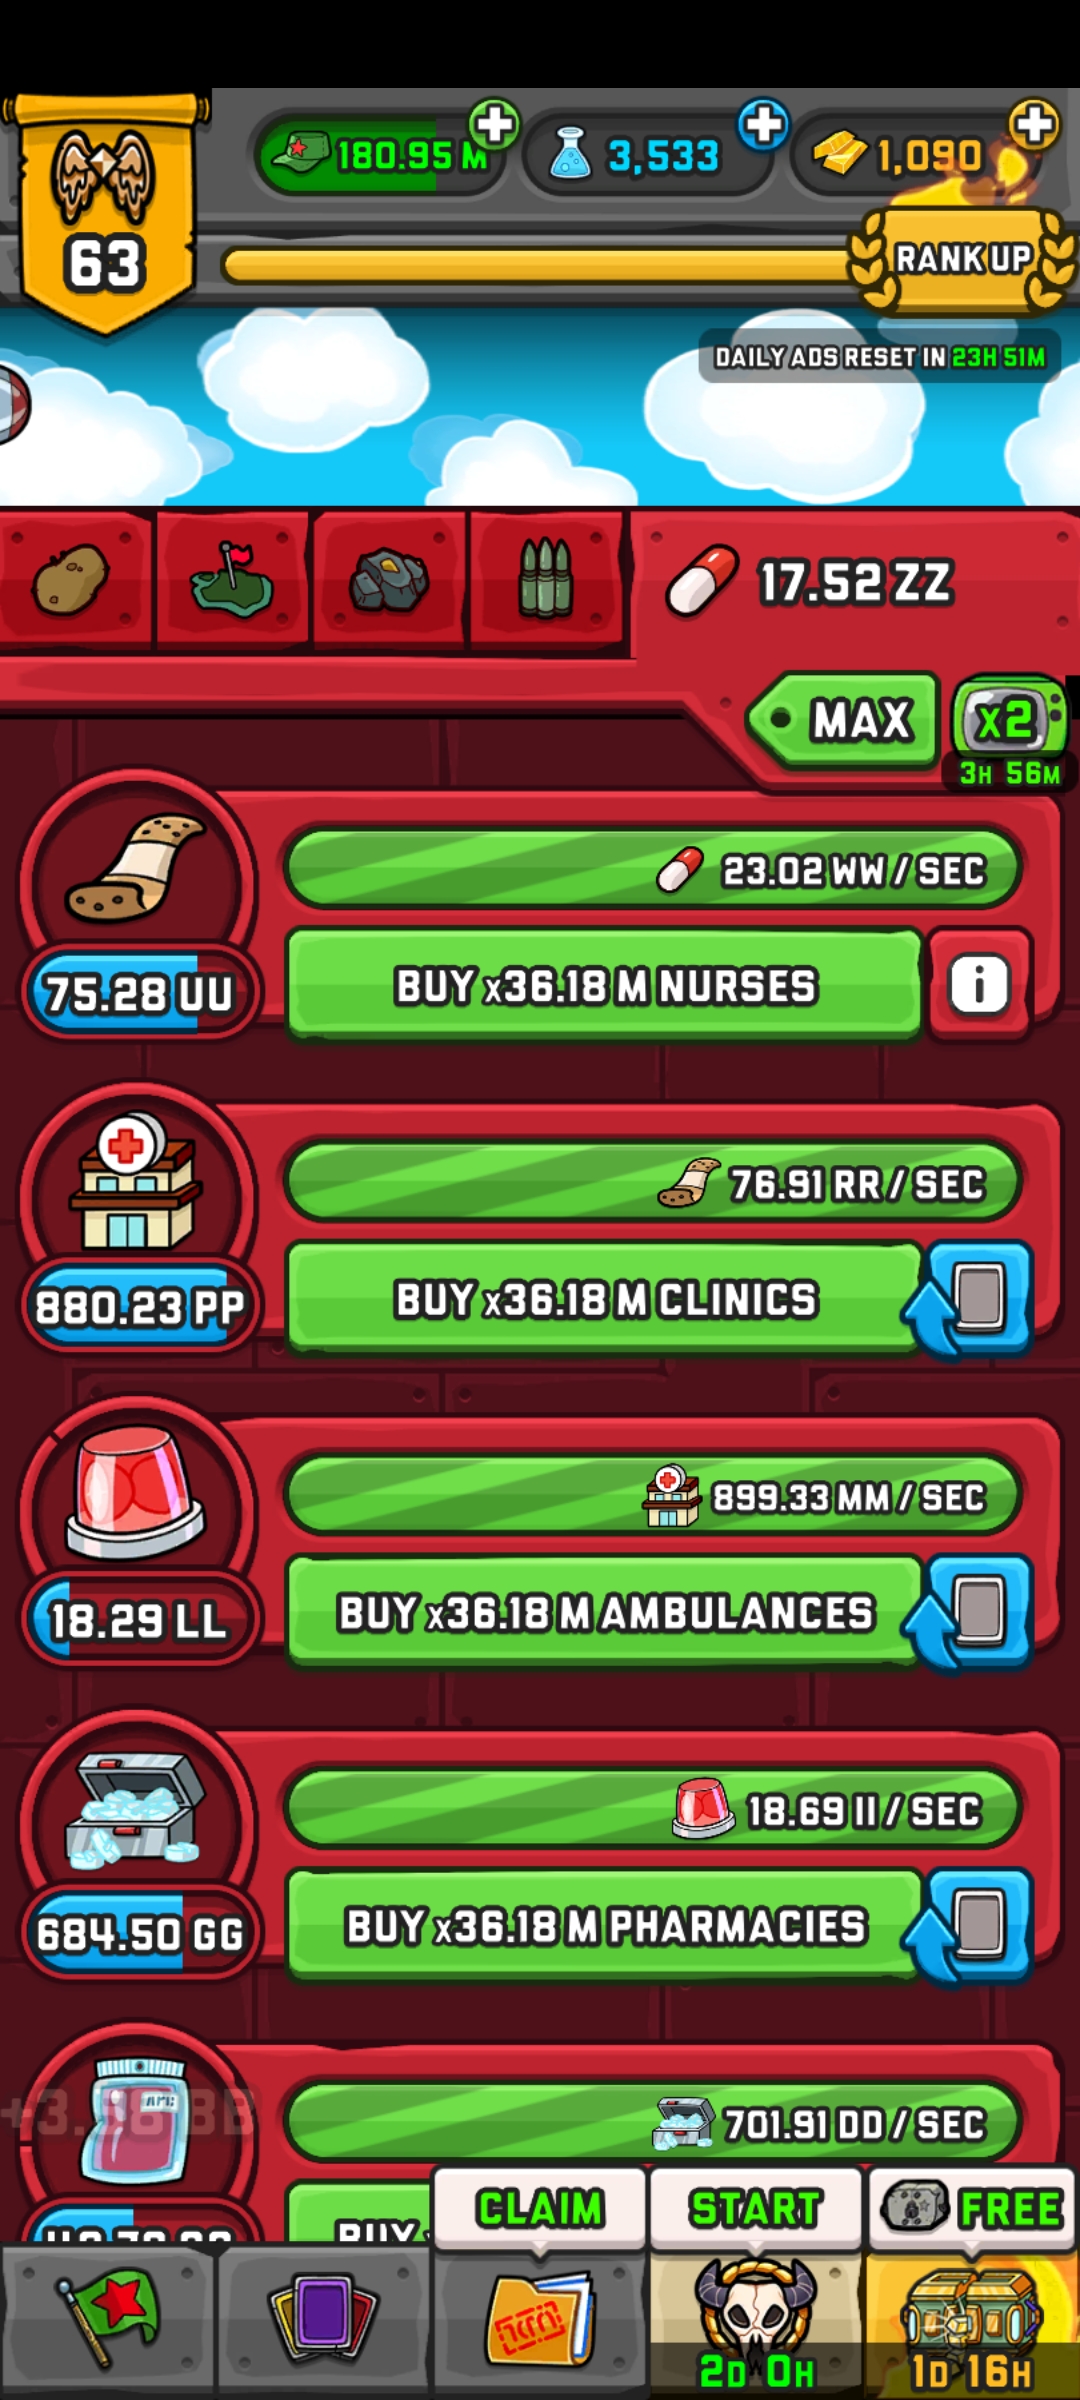 180.95 M
3,533
1,090
63
RANK UP
DAILY ADS RESET IN 23H 51M
17.52 ZZ
MAX
x2
3H 56M
23.02 WW / SEC
75.28 UU
BUY x36.18 M NURSES
i
76.91 RR / SEC
880.23 PP
BUY x36.18 M CLINICS
899.33 MM / SEC
18.29 LL
BUY x36.18 M AMBULANCES
18.69 II / SEC
684.50 GG
BUY x36.18 M PHARMACIES
701.91 DD / SEC
BUY
CLAIM
START
FREE
2D 0H
1D 16H